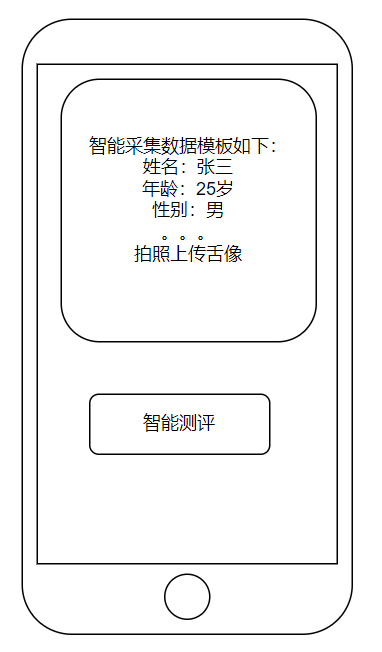 智能采集数据模板如下：
姓名：张三
年龄：25岁
性别：男
。。。
拍照上传舌像
智能测评